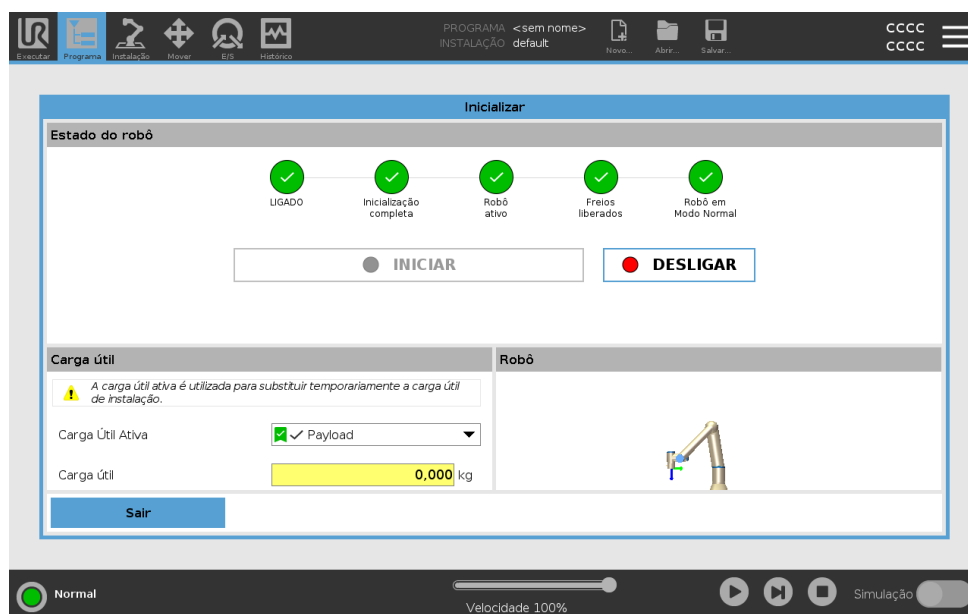 PROGRAMA <sem nome>
INSTALAÇÃO default
UR
Executar
Programa
Instalação
Mover
E/S
Histórico
Novo...
Abrir...
Salvar...
CCCC
CCCC
Inicializar
Estado do robô
LIGADO
Inicialização
completa
Robô
ativo
Freios
liberados
Robô em
Modo Normal
INICIAR
DESLIGAR
Carga útil
Robô
A carga útil ativa é utilizada para substituir temporariamente a carga útil
de instalação.
Carga Útil Ativa
Payload
Carga útil
0,000 kg
Sair
Normal
Velocidade 100%
Simulação